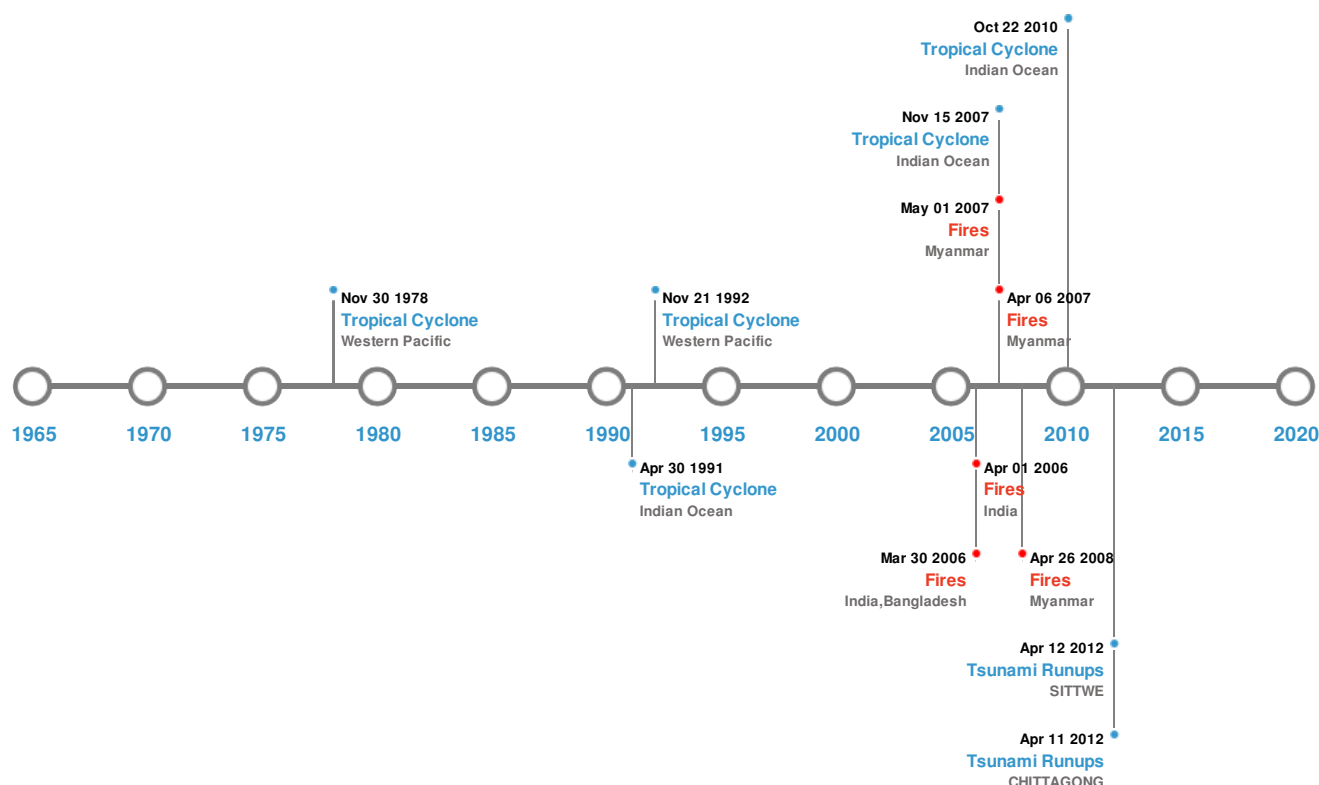 Oct 22 2010
Tropical Cyclone
Indian Ocean
Nov 15 2007
Tropical Cyclone
Indian Ocean
May 01 2007
Fires
Myanmar
Nov 30 1978
Tropical Cyclone
Western Pacific
Nov 21 1992
Tropical Cyclone
Western Pacific
Apr 06 2007
Fires
Myanmar
1965 1970 1975 1980 1985 1990 1995 2000 2005 2010 2015 2020
Apr 30 1991
Tropical Cyclone
Indian Ocean
Apr 01 2006
Fires
India
Mar 30 2006
Fires
India,Bangladesh
Apr 26 2008
Fires
Myanmar
Apr 12 2012
Tsunami Runups
SITTWE
Apr 11 2012
Tsunami Runups
CHITTAGONG